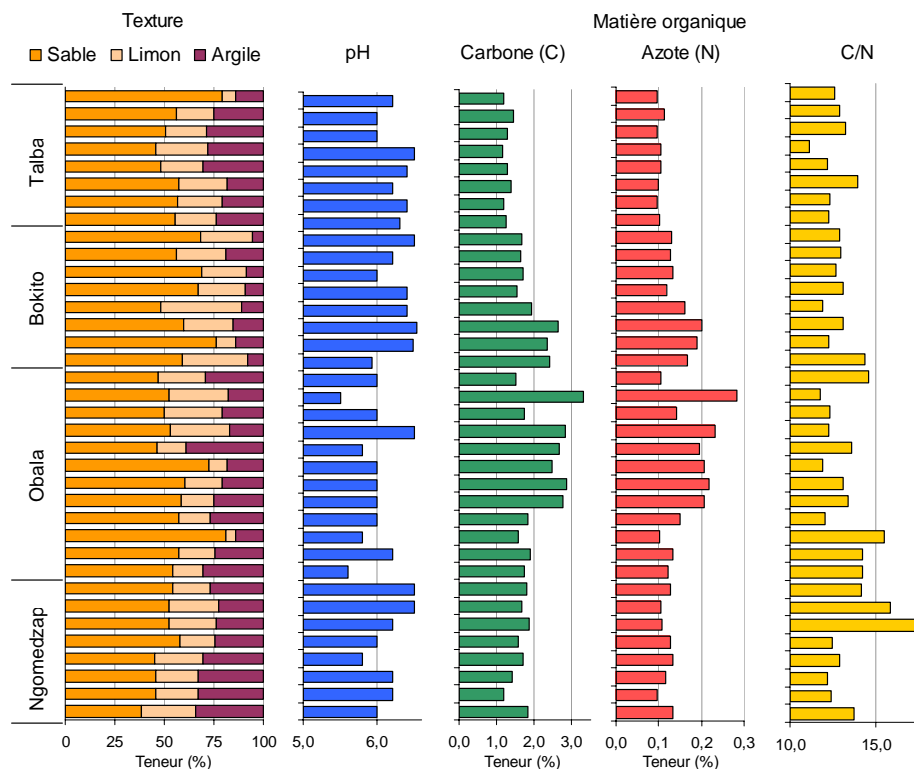 Texture
Matière organique
Sable Limon Argile
pH
Carbone (C)
Azote (N)
C/N
Talba
Bokito
Obala
Ngomedzap
0 25 50 75 100
5,0 6,0
0,0 1,0 2,0 3,0
0,0 0,1 0,2 0,3
10,0 15,0
Teneur (%)
Teneur (%)
Teneur (%)